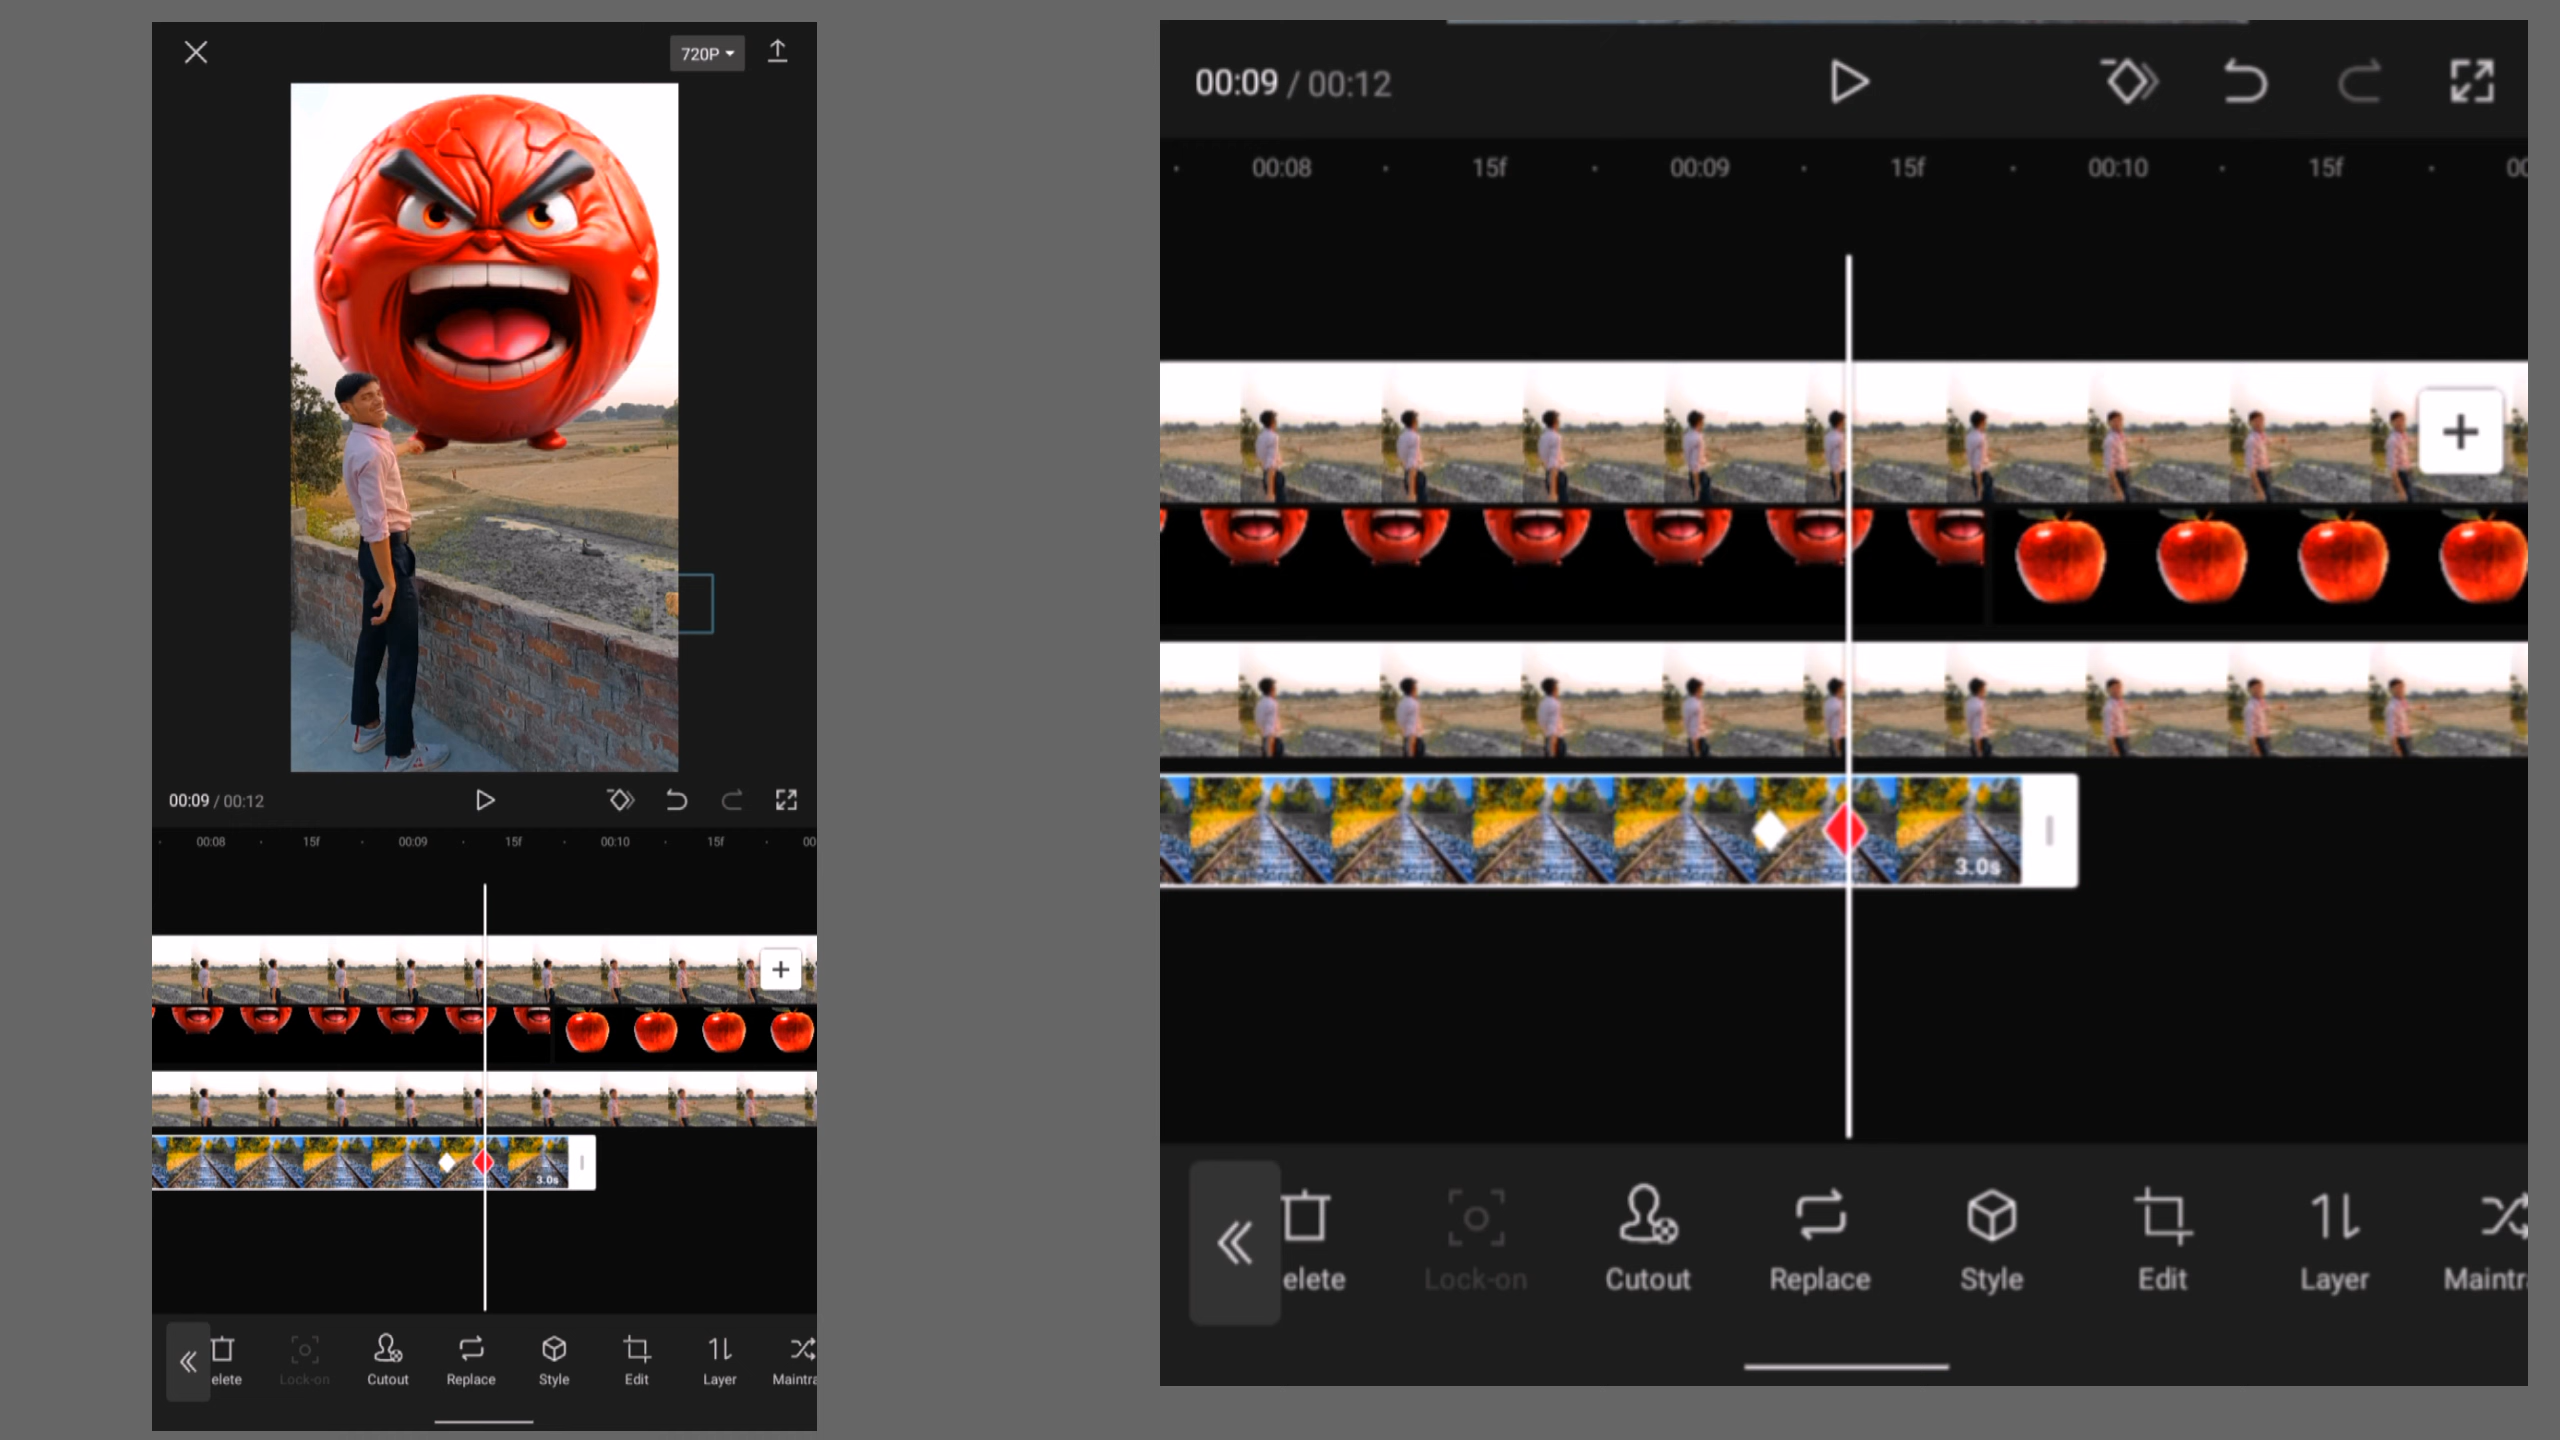 720P
00:09 / 00:12
00:08 15f 00:09 15f 00:10 15f 00
3.0s
elete Lock-on Cutout Replace Style Edit Layer Maintra
00:09 / 00:12
00:08 15f 00:09 15f 00:10 15f 00
3.0s
elete Lock-on Cutout Replace Style Edit Layer Maintr